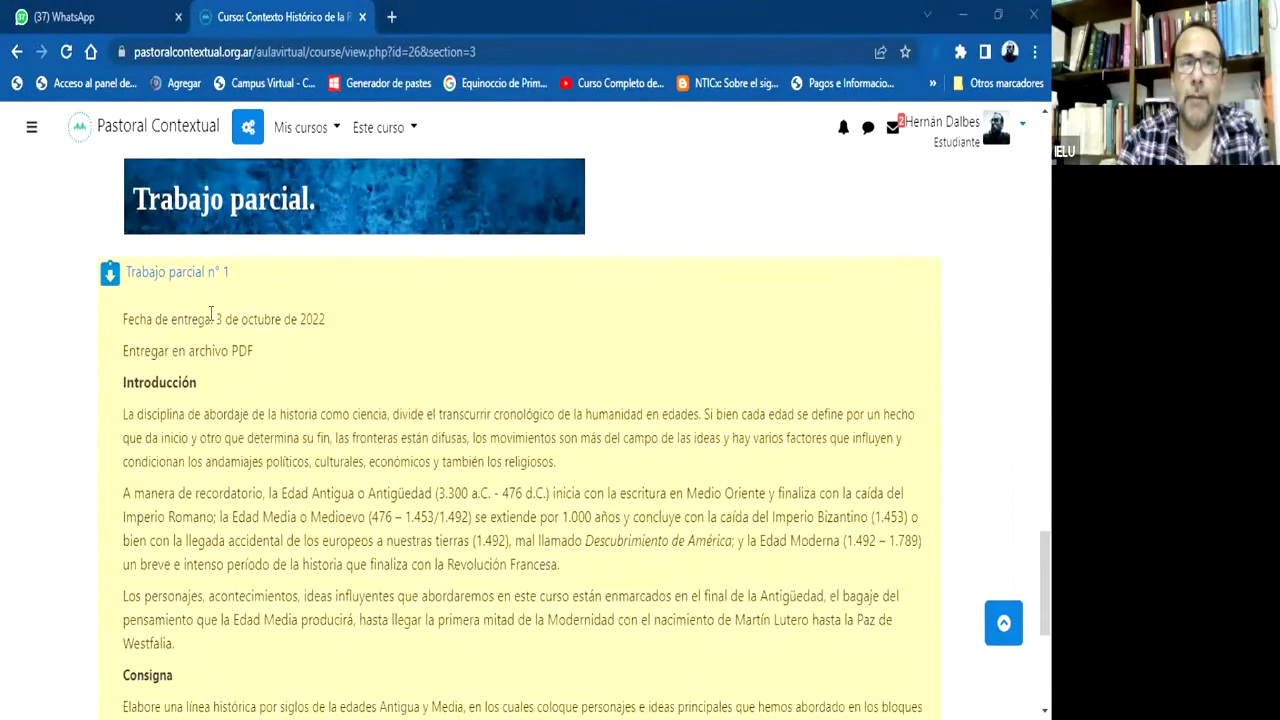 (37) WhatsApp
Curso: Contexto Histórico de la R
pastoralcontextual.org.ar/aulavirtual/course/view.php?id=26&section=3
Acceso al panel de... Agregar Campus Virtual - C... Generador de pastes Equinoccio de Prim... Curso Completo de... NTICx: Sobre el sig... Pagos e Informacio... » Otros marcadores
Pastoral Contextual Mis cursos Este curso 2 Hernán Dalbes
Estudiante
IELU
Trabajo parcial.
Trabajo parcial n° 1
Fecha de entrega: 3 de octubre de 2022
Entregar en archivo PDF
Introducción
La disciplina de abordaje de la historia como ciencia, divide el transcurrir cronológico de la humanidad en edades. Si bien cada edad se define por un hecho
que da inicio y otro que determina su fin, las fronteras están difusas, los movimientos son más del campo de las ideas y hay varios factores que influyen y
condicionan los andamiajes políticos, culturales, económicos y también los religiosos.
A manera de recordatorio, la Edad Antigua o Antigüedad (3.300 a.C. - 476 d.C.) inicia con la escritura en Medio Oriente y finaliza con la caída del
Imperio Romano; la Edad Media o Medioevo (476 – 1.453/1.492) se extiende por 1.000 años y concluye con la caída del Imperio Bizantino (1.453) o
bien con la llegada accidental de los europeos a nuestras tierras (1.492), mal llamado Descubrimiento de América; y la Edad Moderna (1.492 – 1.789)
un breve e intenso período de la historia que finaliza con la Revolución Francesa.
Los personajes, acontecimientos, ideas influyentes que abordaremos en este curso están enmarcados en el final de la Antigüedad, el bagaje del
pensamiento que la Edad Media producirá, hasta llegar la primera mitad de la Modernidad con el nacimiento de Martín Lutero hasta la Paz de
Westfalia.
Consigna
Elabore una línea histórica por siglos de la edades Antigua y Media, en los cuales coloque personajes e ideas principales que hemos abordado en los bloques